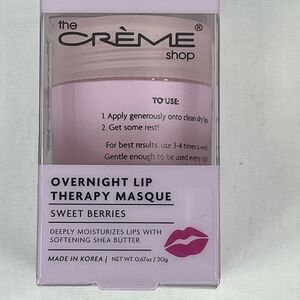 the
CRÈME®
shop
TO USE:
1. Apply generously onto clean dry lips
2. Get some rest!
For best results, use 3-4 times a week.
Gentle enough to be used every night.
OVERNIGHT LIP
THERAPY MASQUE
SWEET BERRIES
DEEPLY MOISTURIZES LIPS WITH
SOFTENING SHEA BUTTER
MADE IN KOREA | NET WT. 0.67oz / 20g